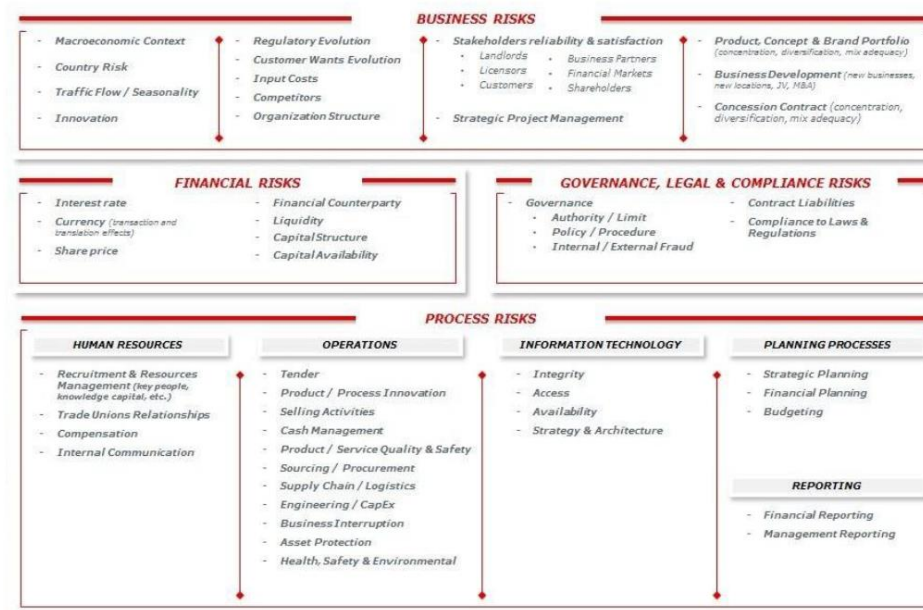 BUSINESS RISKS
- Macroeconomic Context
- Country Risk
- Traffic Flow / Seasonality
- Innovation
- Regulatory Evolution
- Customer Wants Evolution
- Input Costs
- Competitors
- Organization Structure
- Stakeholders reliability & satisfaction
• Landlords
• Licensors
• Customers
• Business Partners
• Financial Markets
• Shareholders
- Strategic Project Management
- Product, Concept & Brand Portfolio
(concentration, diversification, mix adequacy)
- Business Development (new businesses,
new locations, JV, M&A)
- Concession Contract (concentration,
diversification, mix adequacy)
FINANCIAL RISKS
- Interest rate
- Currency (transaction and
translation effects)
- Share price
- Financial Counterparty
- Liquidity
- Capital Structure
- Capital Availability
GOVERNANCE, LEGAL & COMPLIANCE RISKS
- Governance
• Authority / Limit
• Policy / Procedure
• Internal / External Fraud
- Contract Liabilities
- Compliance to Laws &
Regulations
PROCESS RISKS
HUMAN RESOURCES
- Recruitment & Resources
Management (key people,
knowledge capital, etc.)
- Trade Unions Relationships
- Compensation
- Internal Communication
OPERATIONS
- Tender
- Product / Process Innovation
- Selling Activities
- Cash Management
- Product / Service Quality & Safety
- Sourcing / Procurement
- Supply Chain / Logistics
- Engineering / CapEx
- Business Interruption
- Asset Protection
- Health, Safety & Environmental
INFORMATION TECHNOLOGY
- Integrity
- Access
- Availability
- Strategy & Architecture
PLANNING PROCESSES
- Strategic Planning
- Financial Planning
- Budgeting
REPORTING
- Financial Reporting
- Management Reporting